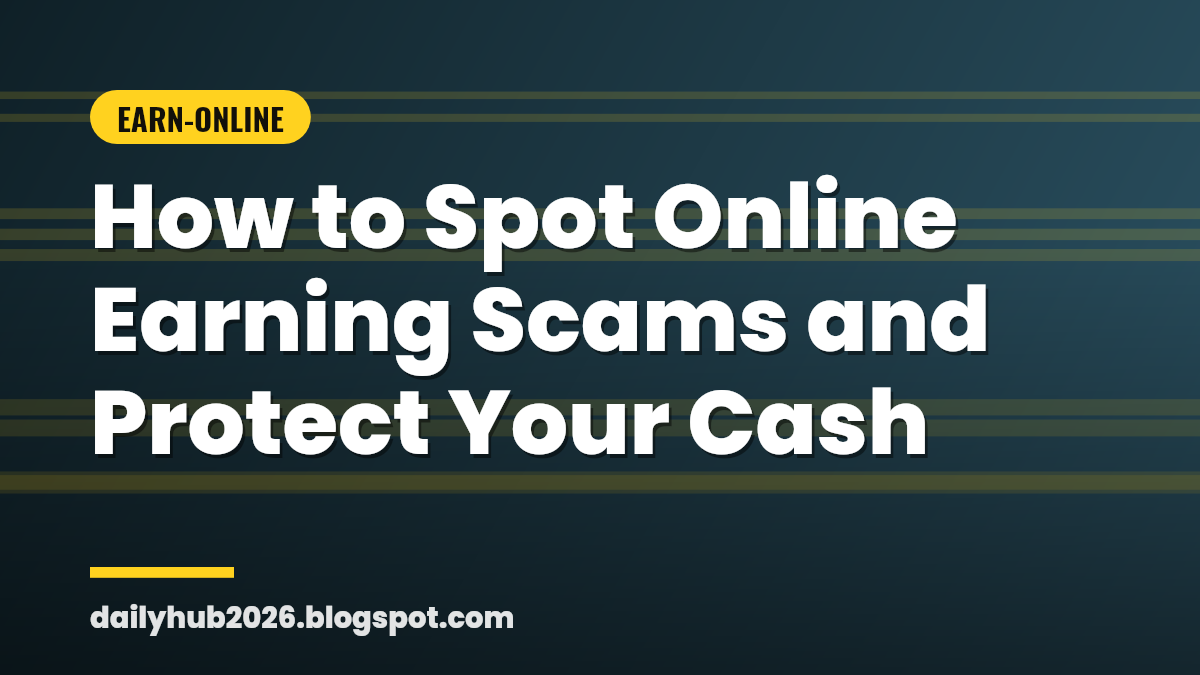 EARN-ONLINE
How to Spot Online
Earning Scams and
Protect Your Cash
dailyhub2026.blogspot.com